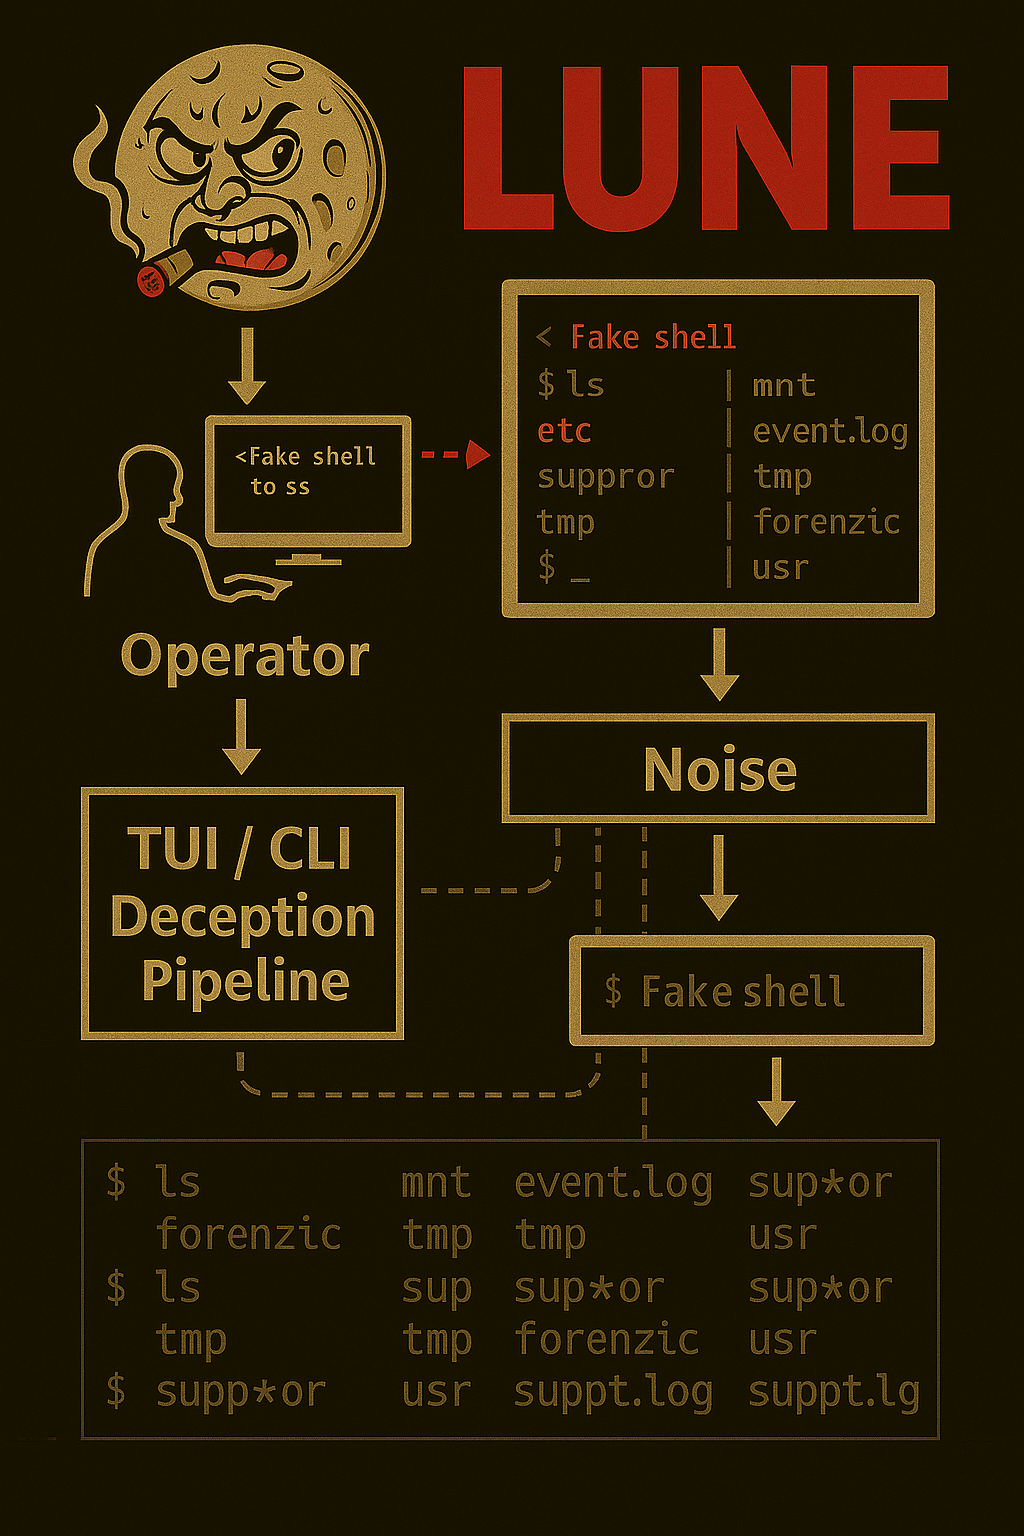 LUNE
< Fake shell
$ ls | mnt
etc | event.log
suppror | tmp
tmp | forenzic
$ _ | usr
<Fake shell
to ss
Operator
TUI / CLI
Deception
Pipeline
Noise
$ Fake shell
$ ls mnt event.log sup*or
forenzic tmp tmp usr
$ ls sup sup*or sup*or
tmp tmp forenzic usr
$ supp*or usr suppt.log suppt.lg